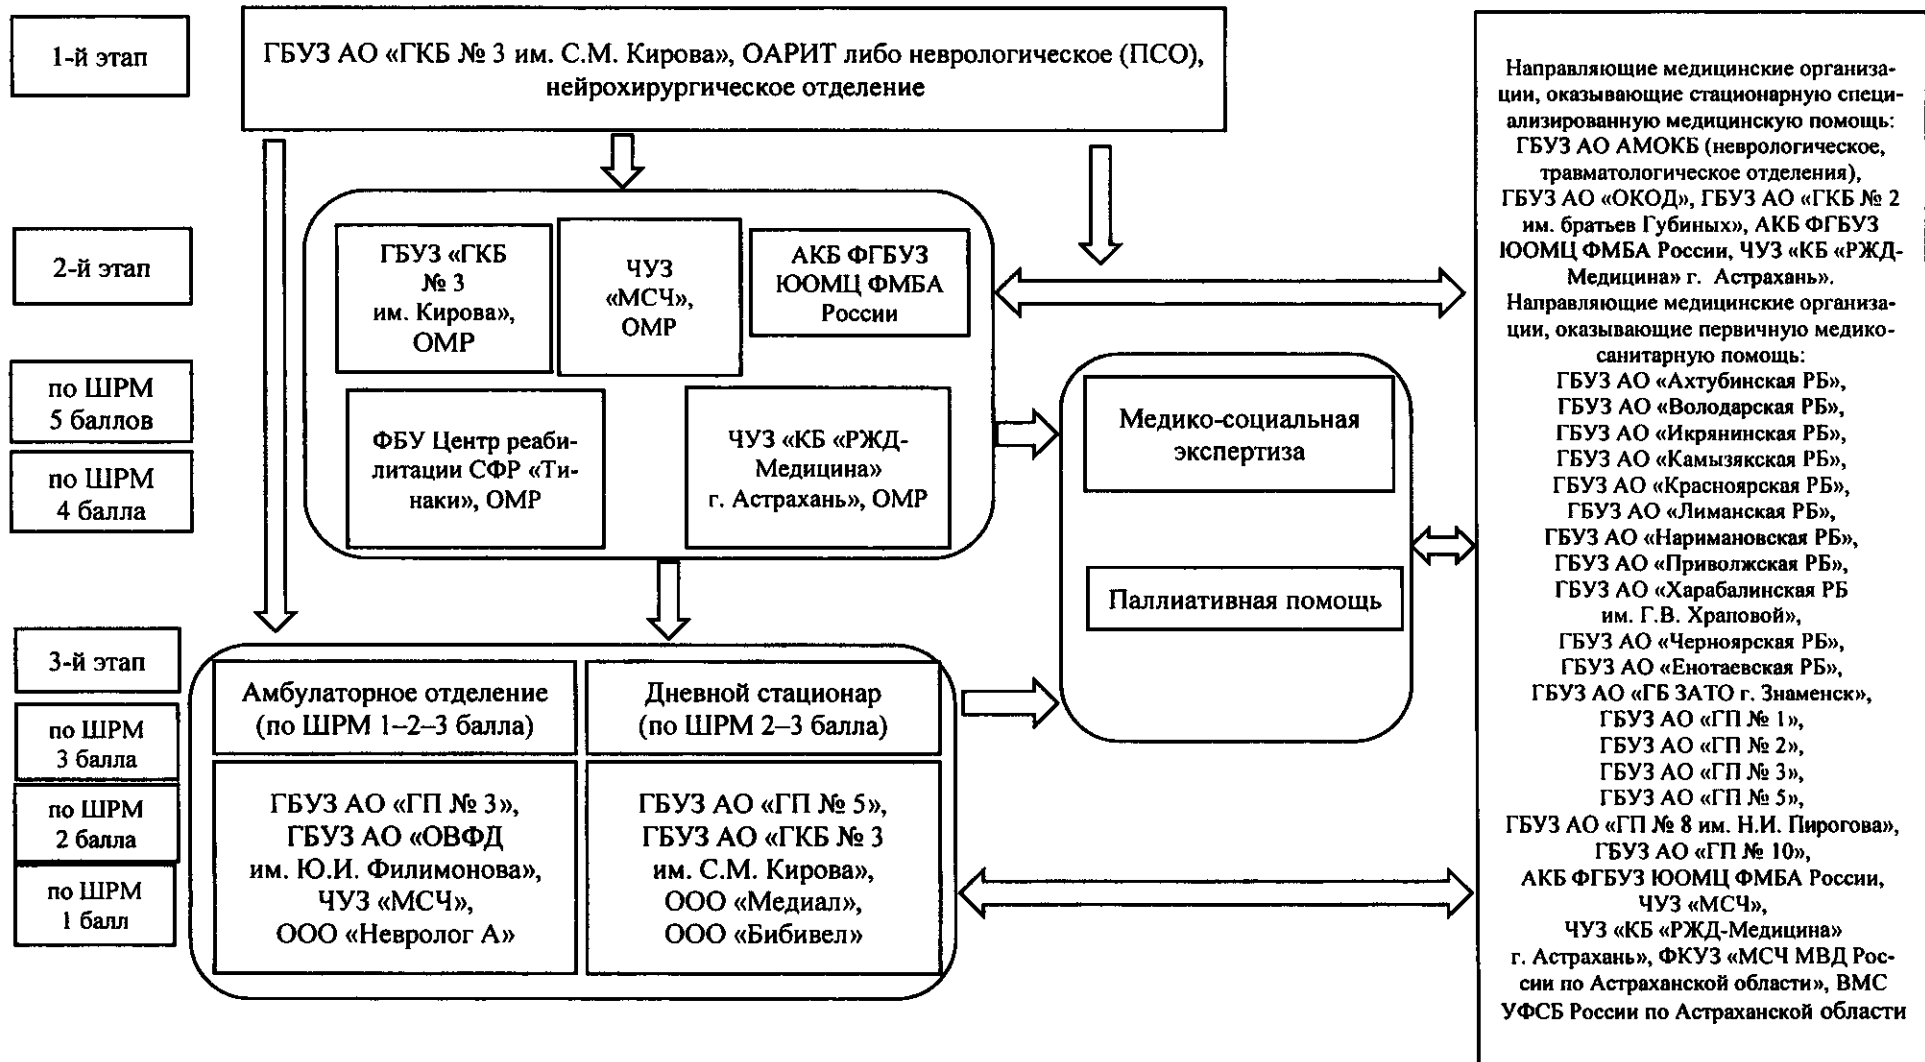 1-й этап
ГБУЗ АО «ГКБ № 3 им. С.М. Кирова», ОАРИТ либо неврологическое (ПСО),
нейрохирургическое отделение
2-й этап
ГБУЗ «ГКБ
№ 3
им. Кирова»,
ОМР
ЧУЗ
«МСЧ»,
ОМР
АКБ ФГБУЗ
ЮОМЦ ФМБА
России
по ШРМ
5 баллов
по ШРМ
4 балла
ФБУ Центр реаби-
литации СФР «Ти-
наки», ОМР
ЧУЗ «КБ «РЖД-
Медицина»
г. Астрахань», ОМР
Медико-социальная
экспертиза
Паллиативная помощь
3-й этап
по ШРМ
3 балла
по ШРМ
2 балла
по ШРМ
1 балл
Амбулаторное отделение
(по ШРМ 1–2–3 балла)
Дневной стационар
(по ШРМ 2–3 балла)
ГБУЗ АО «ГП № 3»,
ГБУЗ АО «ОВФД
им. Ю.И. Филимонова»,
ЧУЗ «МСЧ»,
ООО «Невролог А»
ГБУЗ АО «ГП № 5»,
ГБУЗ АО «ГКБ № 3
им. С.М. Кирова»,
ООО «Медиал»,
ООО «Бибивел»
Направляющие медицинские организа-
ции, оказывающие стационарную специ-
ализированную медицинскую помощь:
ГБУЗ АО АМОКБ (неврологическое,
травматологическое отделения),
ГБУЗ АО «ОКОД», ГБУЗ АО «ГКБ № 2
им. братьев Губиных», АКБ ФГБУЗ
ЮОМЦ ФМБА России, ЧУЗ «КБ «РЖД-
Медицина» г. Астрахань».
Направляющие медицинские организа-
ции, оказывающие первичную медико-
санитарную помощь:
ГБУЗ АО «Ахтубинская РБ»,
ГБУЗ АО «Володарская РБ»,
ГБУЗ АО «Икрянинская РБ»,
ГБУЗ АО «Камызякская РБ»,
ГБУЗ АО «Красноярская РБ»,
ГБУЗ АО «Лиманская РБ»,
ГБУЗ АО «Наримановская РБ»,
ГБУЗ АО «Приволжская РБ»,
ГБУЗ АО «Харабалинская РБ
им. Г.В. Храповой»,
ГБУЗ АО «Черноярская РБ»,
ГБУЗ АО «Енотаевская РБ»,
ГБУЗ АО «ГБ ЗАТО г. Знаменск»,
ГБУЗ АО «ГП № 1»,
ГБУЗ АО «ГП № 2»,
ГБУЗ АО «ГП № 3»,
ГБУЗ АО «ГП № 5»,
ГБУЗ АО «ГП № 8 им. Н.И. Пирогова»,
ГБУЗ АО «ГП № 10»,
АКБ ФГБУЗ ЮОМЦ ФМБА России,
ЧУЗ «МСЧ»,
ЧУЗ «КБ «РЖД-Медицина»
г. Астрахань», ФКУЗ «МСЧ МВД Рос-
сии по Астраханской области», ВМС
УФСБ России по Астраханской области